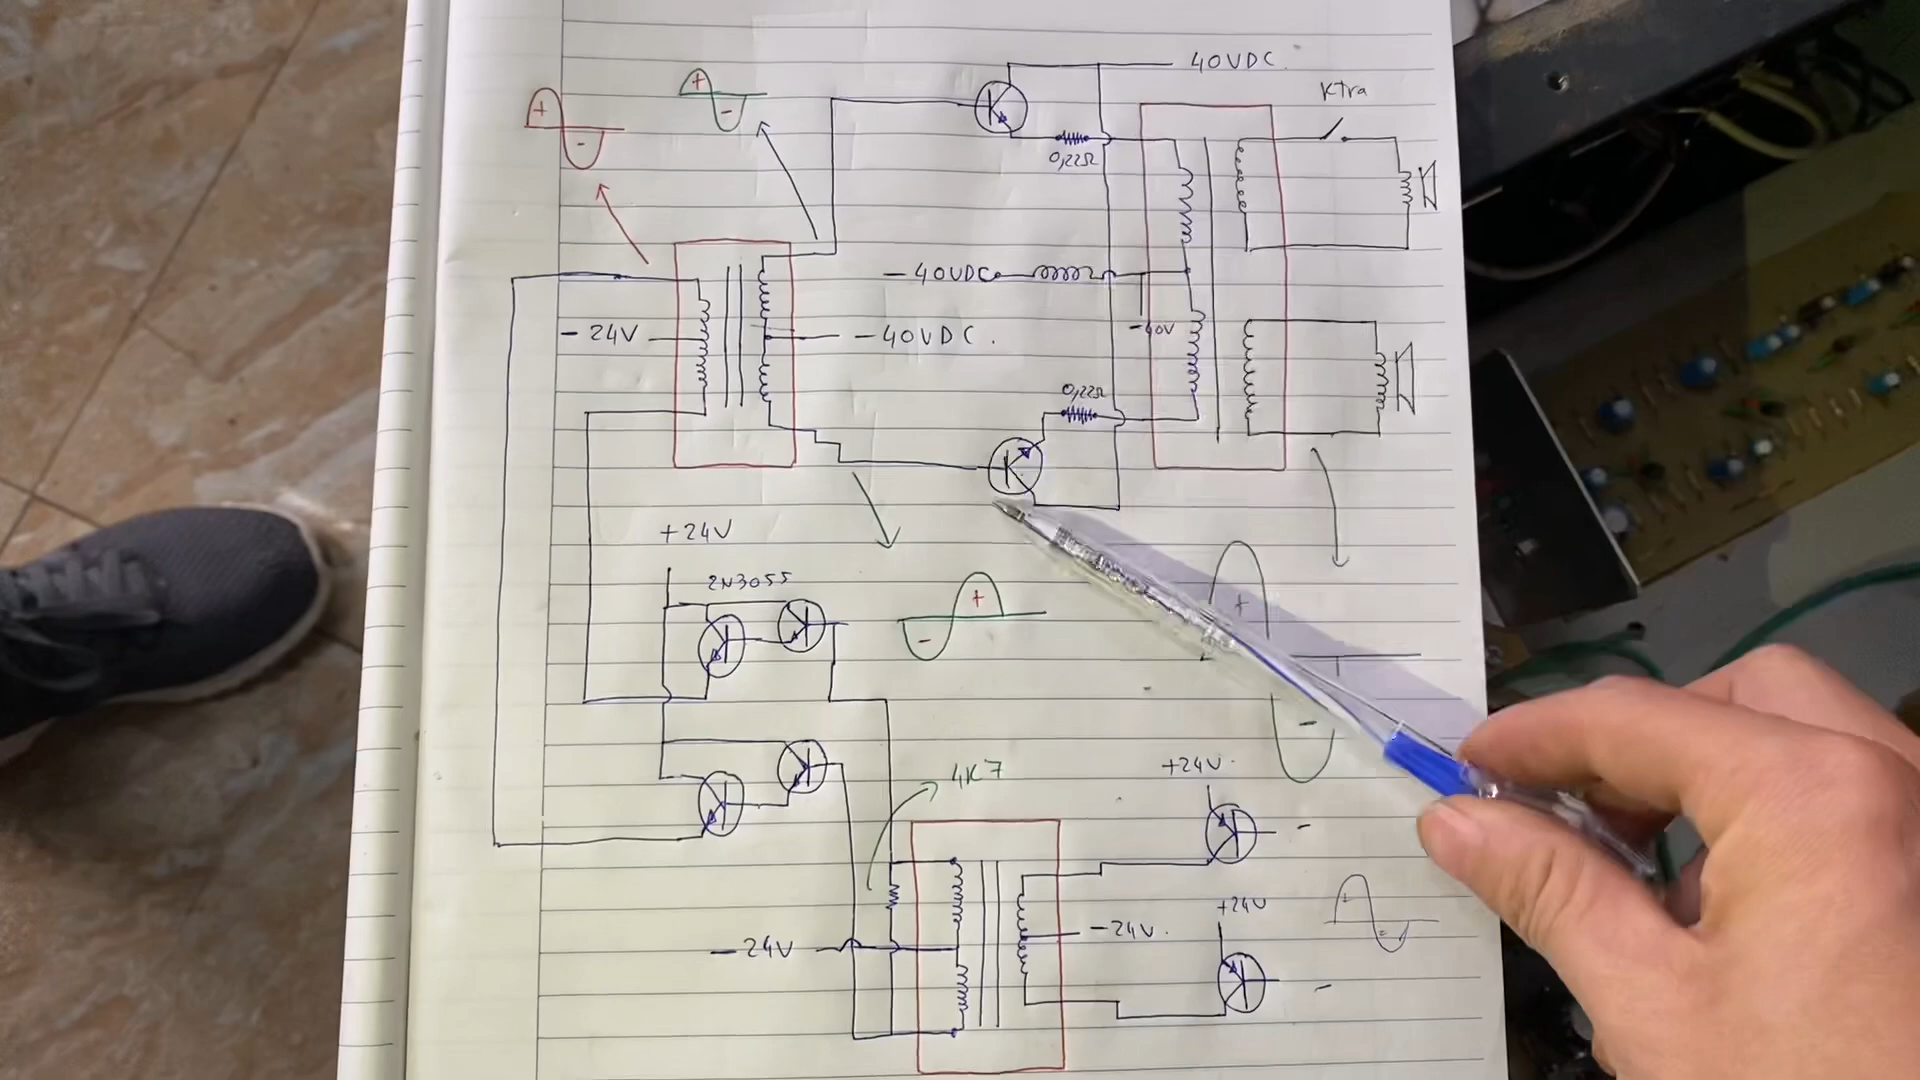 40VDC.
Ktra
+
-
+
-
0,22Ω
-40VDC
-24V
-40VDC.
-40V
0,22Ω
+24V
2N3055
+
-
+
-
4K7
+24V.
-
-24V
-24V.
+24V
-
+